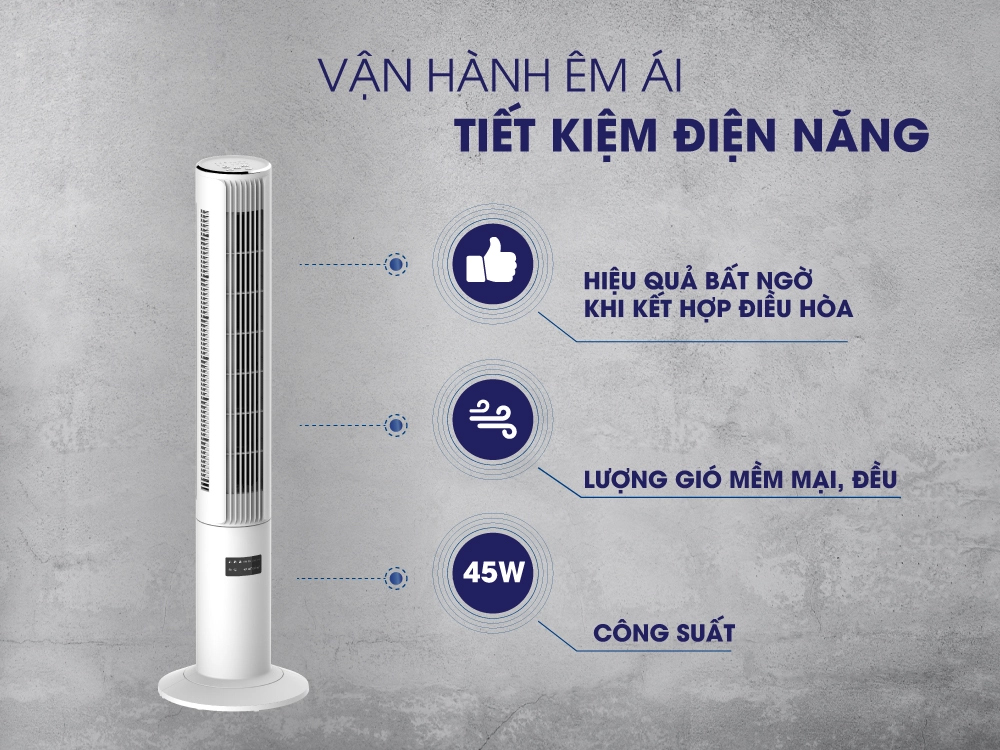 VẬN HÀNH ÊM ÁI
TIẾT KIỆM ĐIỆN NĂNG
HIỆU QUẢ BẤT NGỜ
KHI KẾT HỢP ĐIỀU HÒA
LƯỢNG GIÓ MỀM MẠI, ĐỀU
45W
CÔNG SUẤT